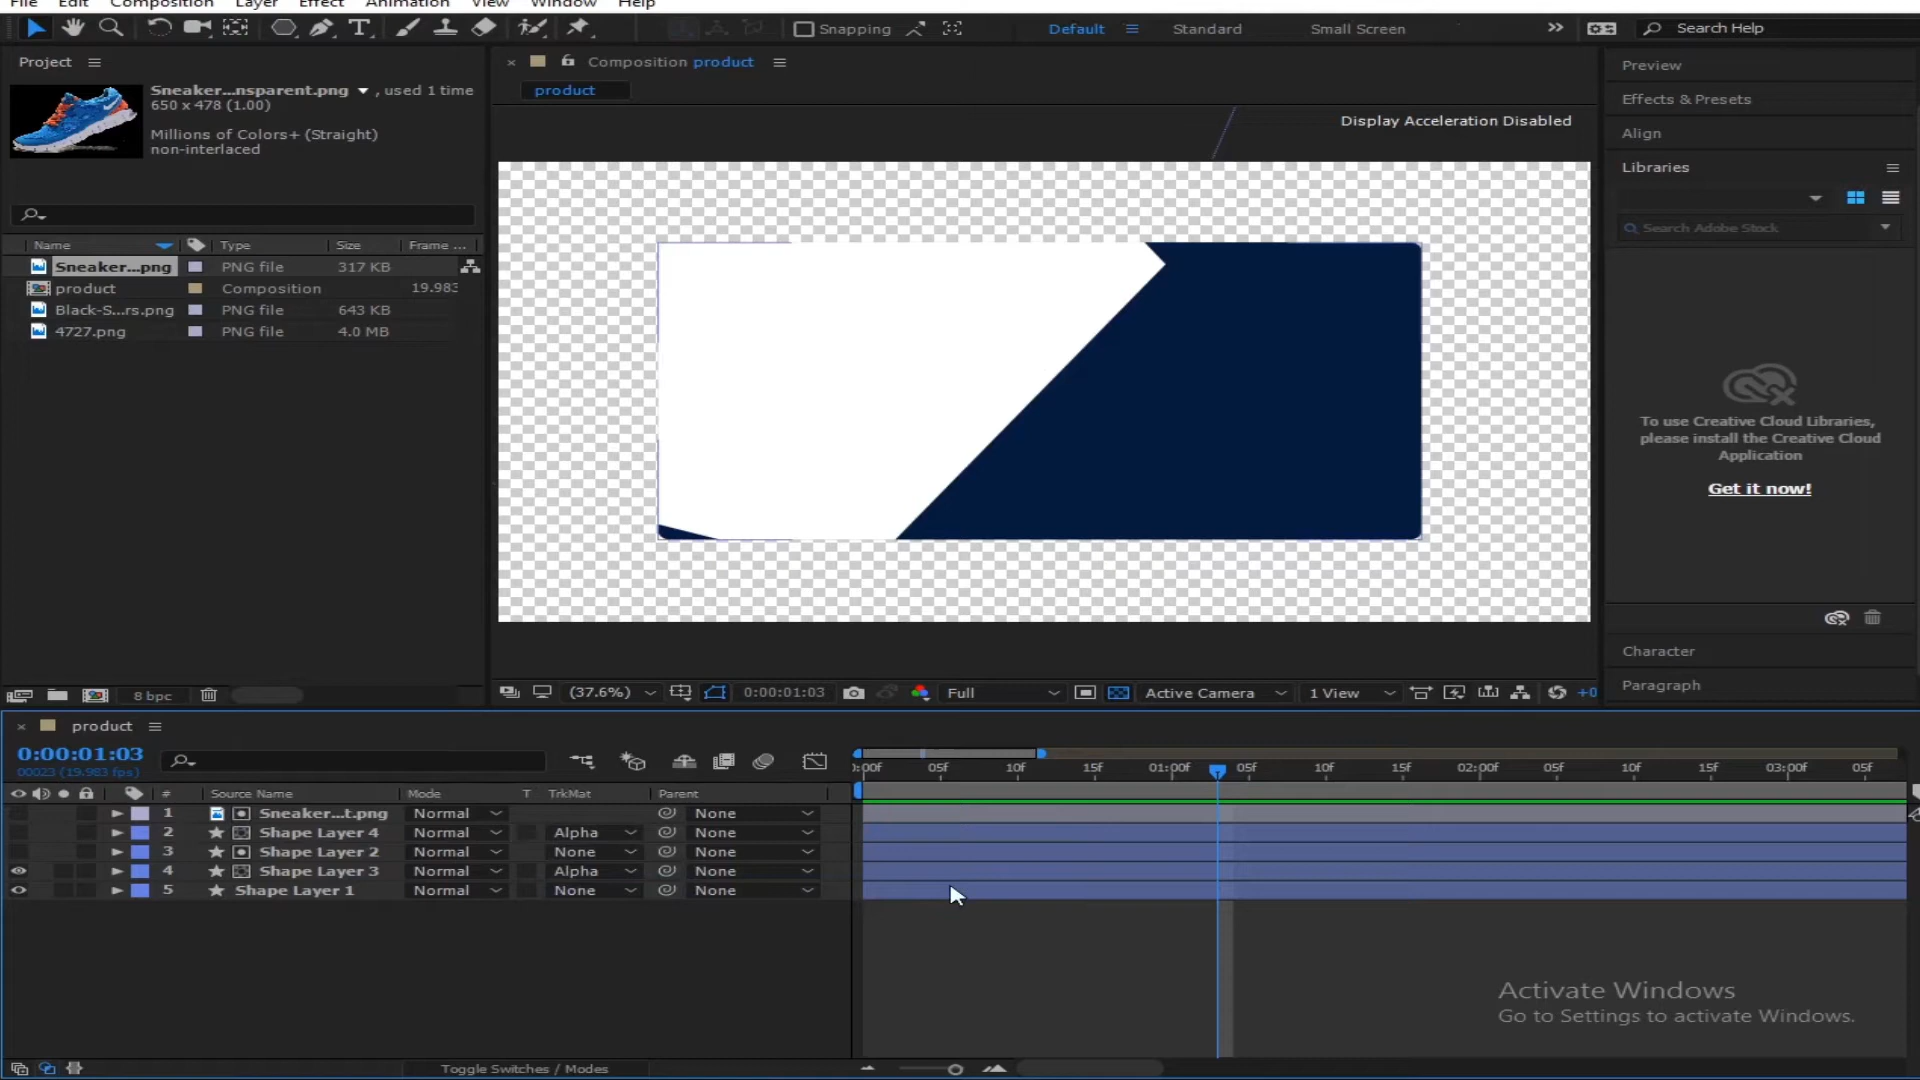 File Edit Composition Layer Effect Animation View Window Help
Snapping Default Standard Small Screen Search Help
Project
Sneaker...nsparent.png , used 1 time
650 x 478 (1.00)
Millions of Colors+ (Straight)
non-interlaced
Name Type Size Frame ...
Sneaker...png PNG file 317 KB
product Composition 19.983
Black-S...rs.png PNG file 643 KB
4727.png PNG file 4.0 MB
8 bpc
Composition product
product
Display Acceleration Disabled
(37.6%) 0:00:01:03 Full Active Camera 1 View +0
Preview
Effects & Presets
Align
Libraries
Search Adobe Stock
To use Creative Cloud Libraries,
please install the Creative Cloud
Application
Get it now!
Character
Paragraph
product
0:00:01:03
00023 (19.983 fps)
:00f 05f 10f 15f 01:00f 05f 10f 15f 02:00f 05f 10f 15f 03:00f 05f
# Source Name Mode T TrkMat Parent
1 Sneaker...t.png Normal None
2 Shape Layer 4 Normal Alpha None
3 Shape Layer 2 Normal None None
4 Shape Layer 3 Normal Alpha None
5 Shape Layer 1 Normal None None
Toggle Switches / Modes
Activate Windows
Go to Settings to activate Windows.